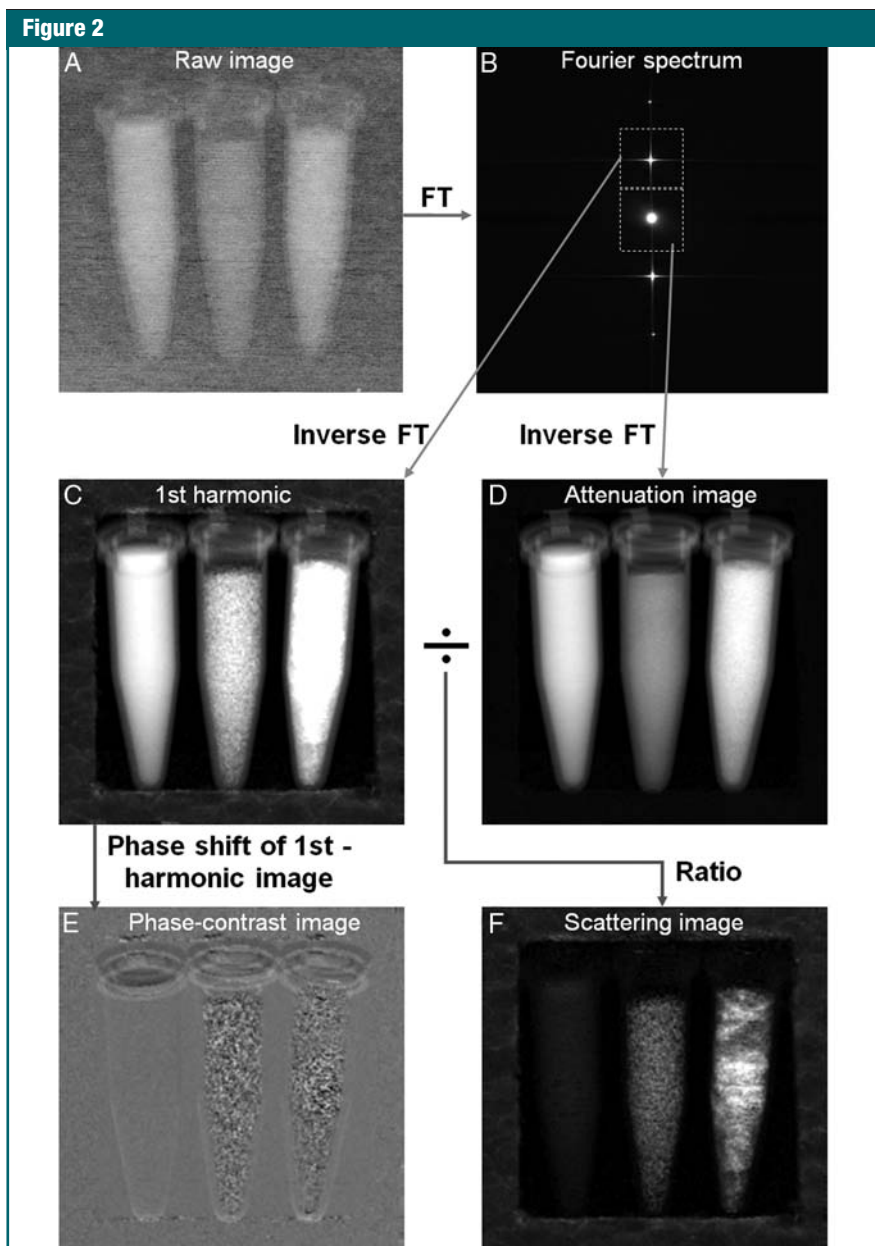 Figure 2
A Raw image
B Fourier spectrum
FT
Inverse FT
Inverse FT
C 1st harmonic
D Attenuation image
÷
Phase shift of 1st -
harmonic image
Ratio
E Phase-contrast image
F Scattering image